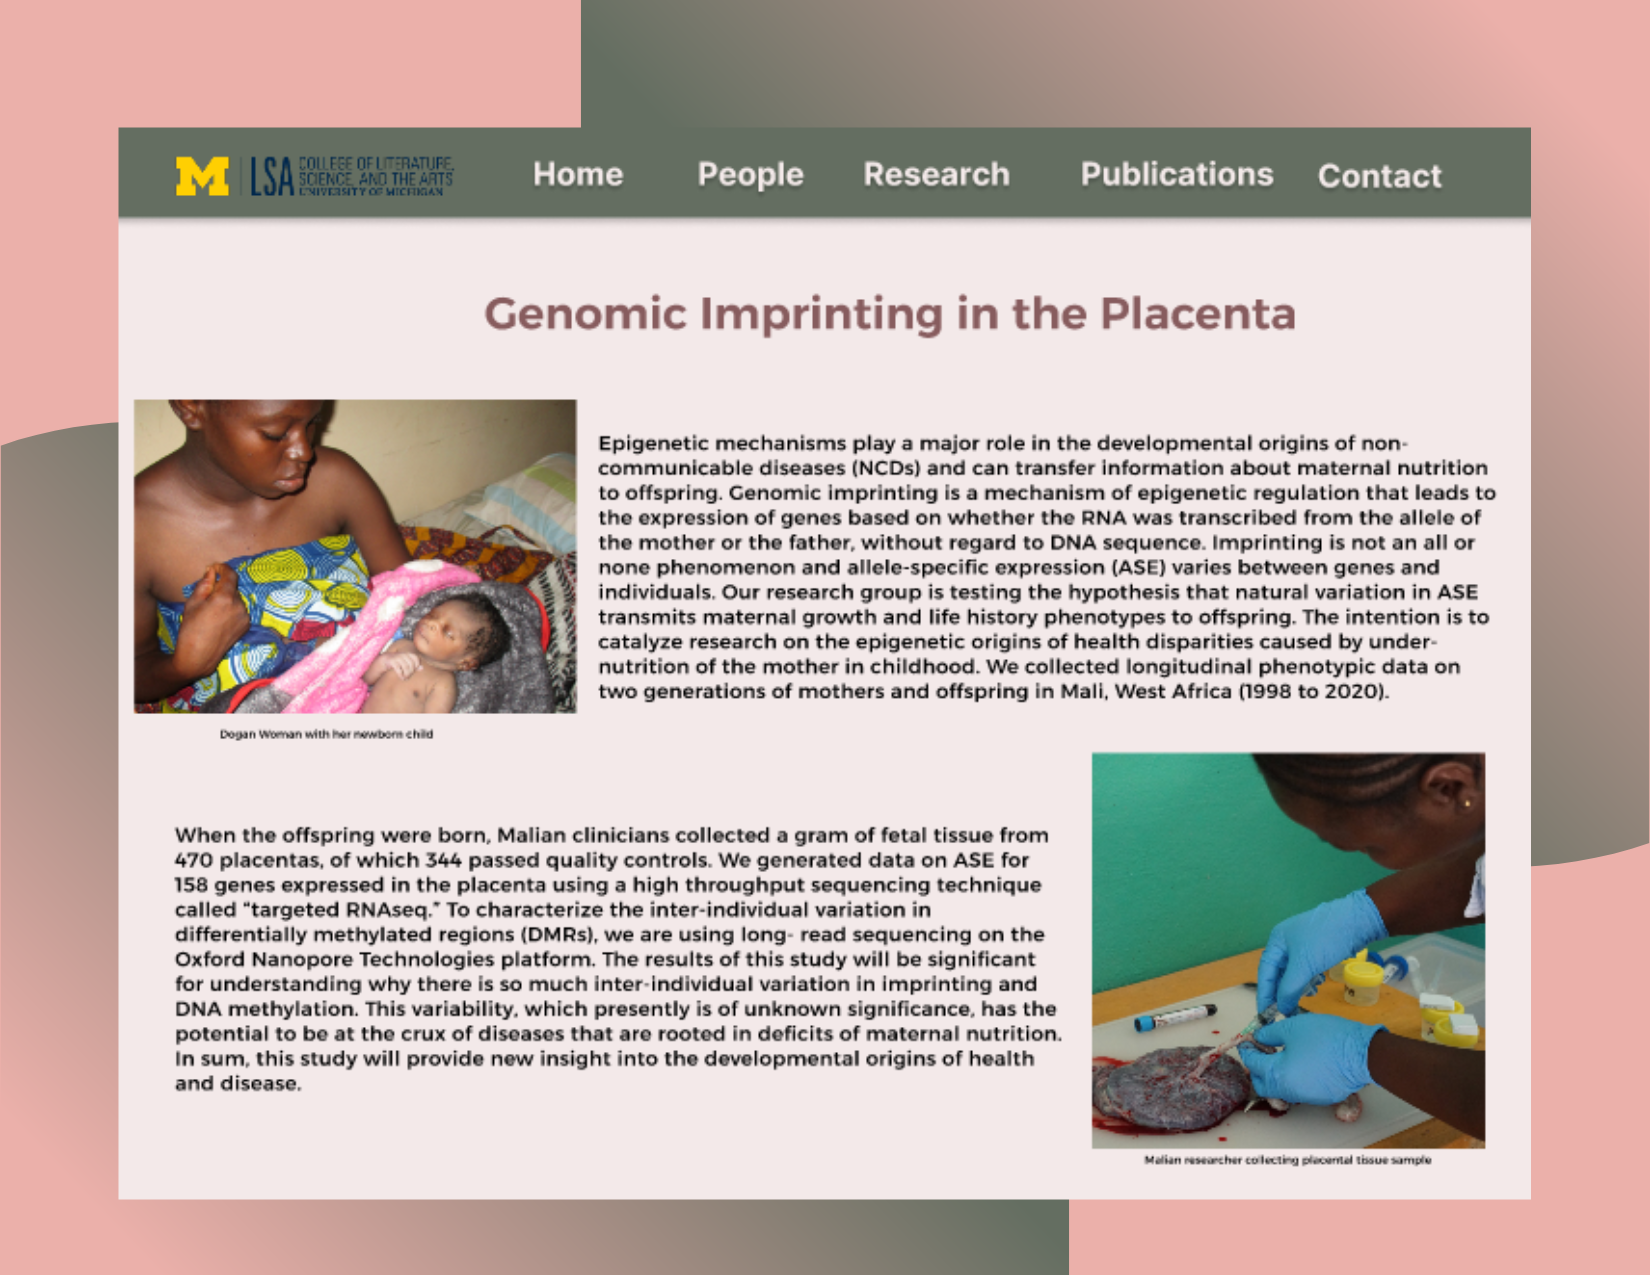 M LSA COLLEGE OF LITERATURE,
SCIENCE, AND THE ARTS
UNIVERSITY OF MICHIGAN
Home People Research Publications Contact
Genomic Imprinting in the Placenta
Epigenetic mechanisms play a major role in the developmental origins of non-
communicable diseases (NCDs) and can transfer information about maternal nutrition
to offspring. Genomic imprinting is a mechanism of epigenetic regulation that leads to
the expression of genes based on whether the RNA was transcribed from the allele of
the mother or the father, without regard to DNA sequence. Imprinting is not an all or
none phenomenon and allele-specific expression (ASE) varies between genes and
individuals. Our research group is testing the hypothesis that natural variation in ASE
transmits maternal growth and life history phenotypes to offspring. The intention is to
catalyze research on the epigenetic origins of health disparities caused by under-
nutrition of the mother in childhood. We collected longitudinal phenotypic data on
two generations of mothers and offspring in Mali, West Africa (1998 to 2020).
Dogan Woman with her newborn child
When the offspring were born, Malian clinicians collected a gram of fetal tissue from
470 placentas, of which 344 passed quality controls. We generated data on ASE for
158 genes expressed in the placenta using a high throughput sequencing technique
called “targeted RNAseq.” To characterize the inter-individual variation in
differentially methylated regions (DMRs), we are using long- read sequencing on the
Oxford Nanopore Technologies platform. The results of this study will be significant
for understanding why there is so much inter-individual variation in imprinting and
DNA methylation. This variability, which presently is of unknown significance, has the
potential to be at the crux of diseases that are rooted in deficits of maternal nutrition.
In sum, this study will provide new insight into the developmental origins of health
and disease.
Malian researcher collecting placental tissue sample